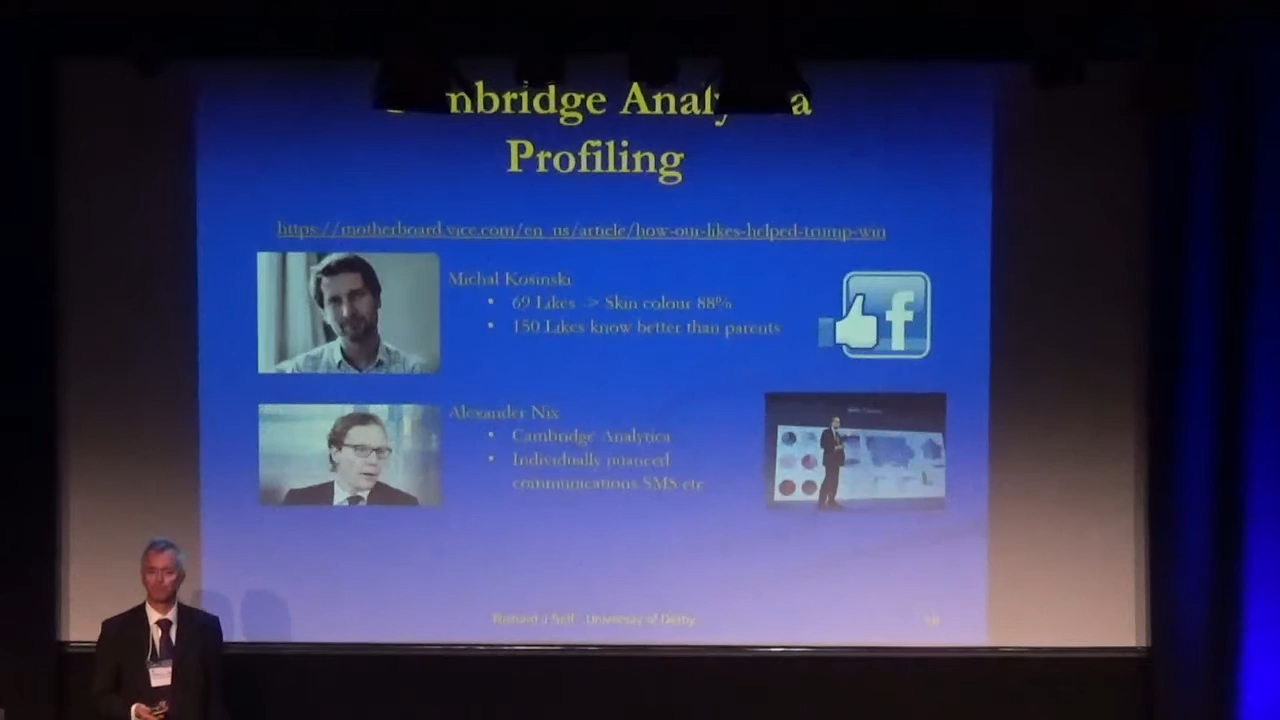 Profiling
https://motherboard.vice.com/en_us/article/how-our-likes-helped-trump-win
Michal Kosinski
• 69 Likes -> Skin colour 88%
• 150 Likes know better than parents
f
Alexander Nix
• Cambridge Analytica
• Individually nuanced
communications SMS etc
Richard J Self - University of Derby